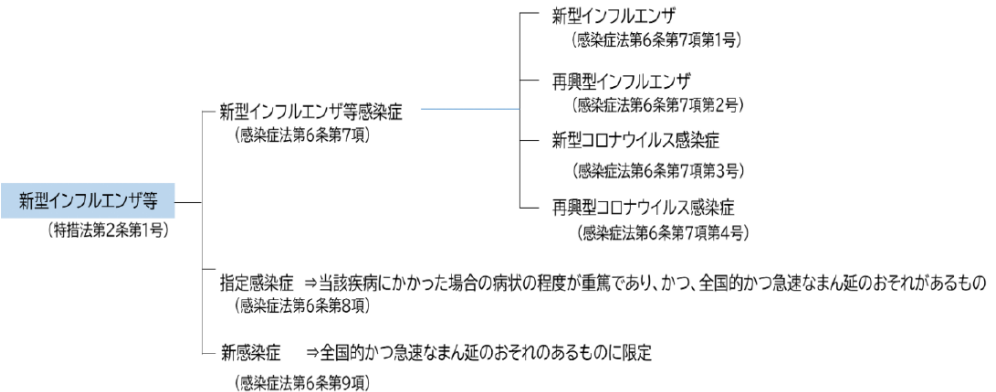 新型インフルエンザ等
(特措法第2条第1号)
新型インフルエンザ等感染症
(感染症法第6条第7項)
新型インフルエンザ
(感染症法第6条第7項第1号)
再興型インフルエンザ
(感染症法第6条第7項第2号)
新型コロナウイルス感染症
(感染症法第6条第7項第3号)
再興型コロナウイルス感染症
(感染症法第6条第7項第4号)
指定感染症 ⇒当該疾病にかかった場合の病状の程度が重篤であり、かつ、全国的かつ急速なまん延のおそれがあるもの
(感染症法第6条第8項)
新感染症 ⇒全国的かつ急速なまん延のおそれのあるものに限定
(感染症法第6条第9項)